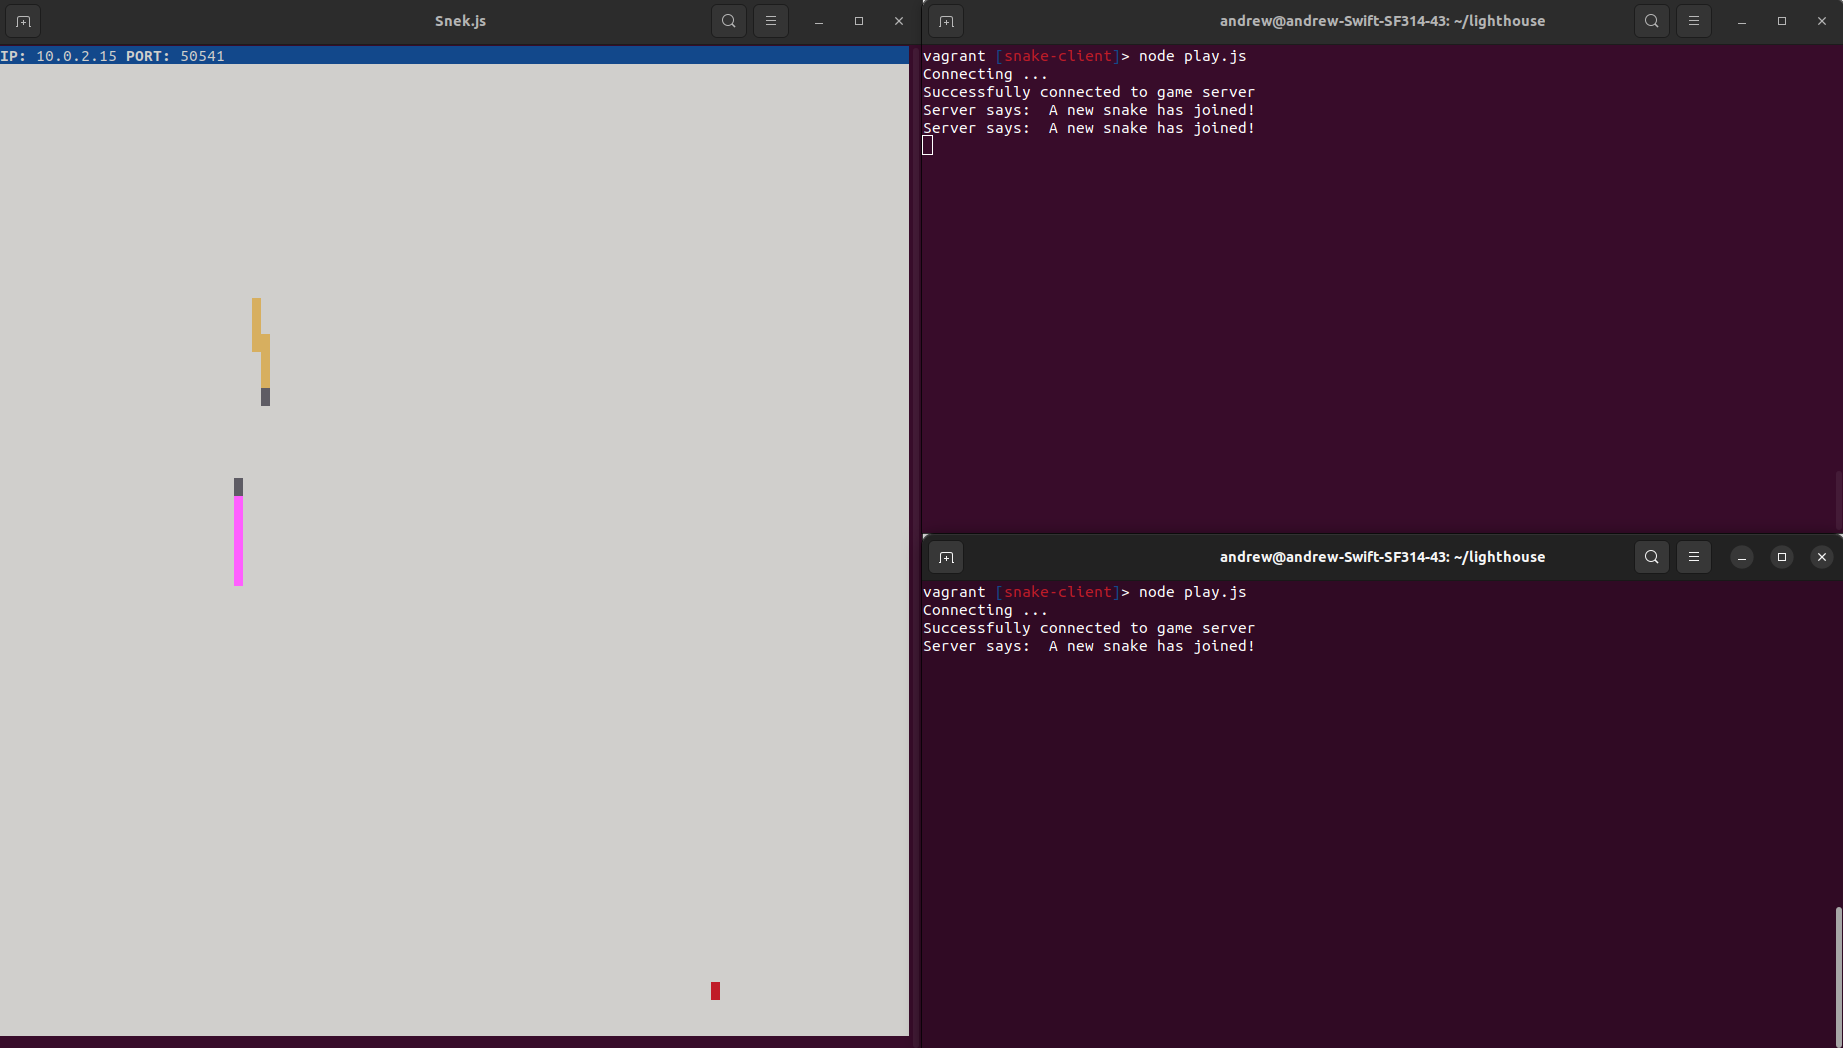 Snek.js
IP: 10.0.2.15 PORT: 50541
andrew@andrew-Swift-SF314-43: ~/lighthouse
vagrant [snake-client]> node play.js
Connecting ...
Successfully connected to game server
Server says:  A new snake has joined!
Server says:  A new snake has joined!
andrew@andrew-Swift-SF314-43: ~/lighthouse
vagrant [snake-client]> node play.js
Connecting ...
Successfully connected to game server
Server says:  A new snake has joined!